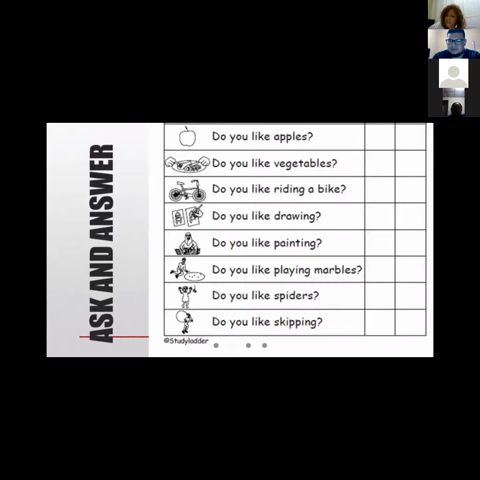 ASK AND ANSWER
Do you like apples?
Do you like vegetables?
Do you like riding a bike?
Do you like drawing?
Do you like painting?
Do you like playing marbles?
Do you like spiders?
Do you like skipping?
©Studyladder